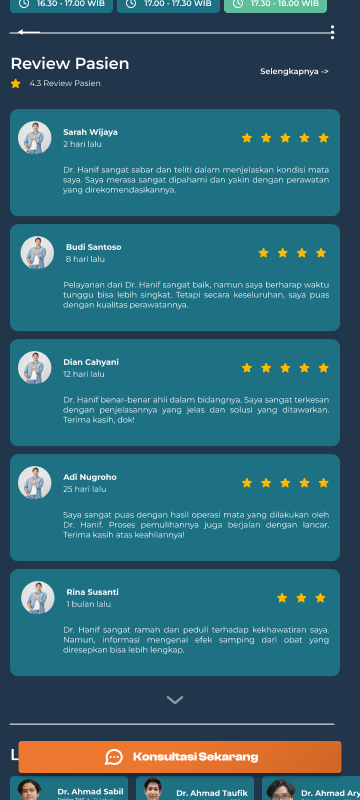 16.30 - 17.00 WIB
17.00 - 17.30 WIB
17.30 - 18.00 WIB
Review Pasien
Selengkapnya ->
4.3 Review Pasien
Sarah Wijaya
2 hari lalu
Dr. Hanif sangat sabar dan teliti dalam menjelaskan kondisi mata
saya. Saya merasa sangat dipahami dan yakin dengan perawatan
yang direkomendasikannya.
Budi Santoso
8 hari lalu
Pelayanan dari Dr. Hanif sangat baik, namun saya berharap waktu
tunggu bisa lebih singkat. Tetapi secara keseluruhan, saya puas
dengan kualitas perawatannya.
Dian Cahyani
12 hari lalu
Dr. Hanif benar-benar ahli dalam bidangnya. Saya sangat terkesan
dengan penjelasannya yang jelas dan solusi yang ditawarkan.
Terima kasih, dok!
Adi Nugroho
25 hari lalu
Saya sangat puas dengan hasil operasi mata yang dilakukan oleh
Dr. Hanif. Proses pemulihannya juga berjalan dengan lancar.
Terima kasih atas keahliannya!
Rina Susanti
1 bulan lalu
Dr. Hanif sangat ramah dan peduli terhadap kekhawatiran saya.
Namun, informasi mengenai efek samping dari obat yang
diresepkan bisa lebih lengkap.
L
Konsultasi Sekarang
Dr. Ahmad Sabil
Dr. Ahmad Taufik
Dr. Ahmad Ary